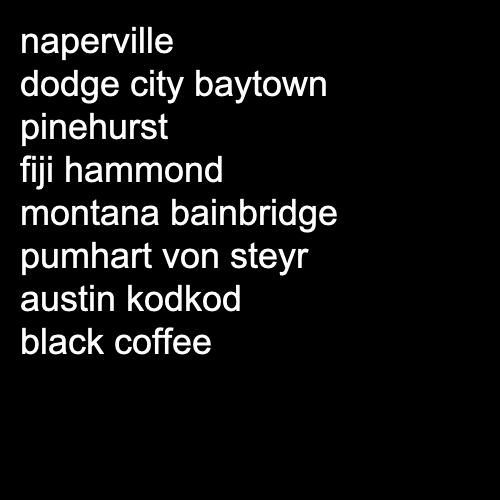 naperville
dodge city baytown
pinehurst
fiji hammond
montana bainbridge
pumhart von steyr
austin kodkod
black coffee